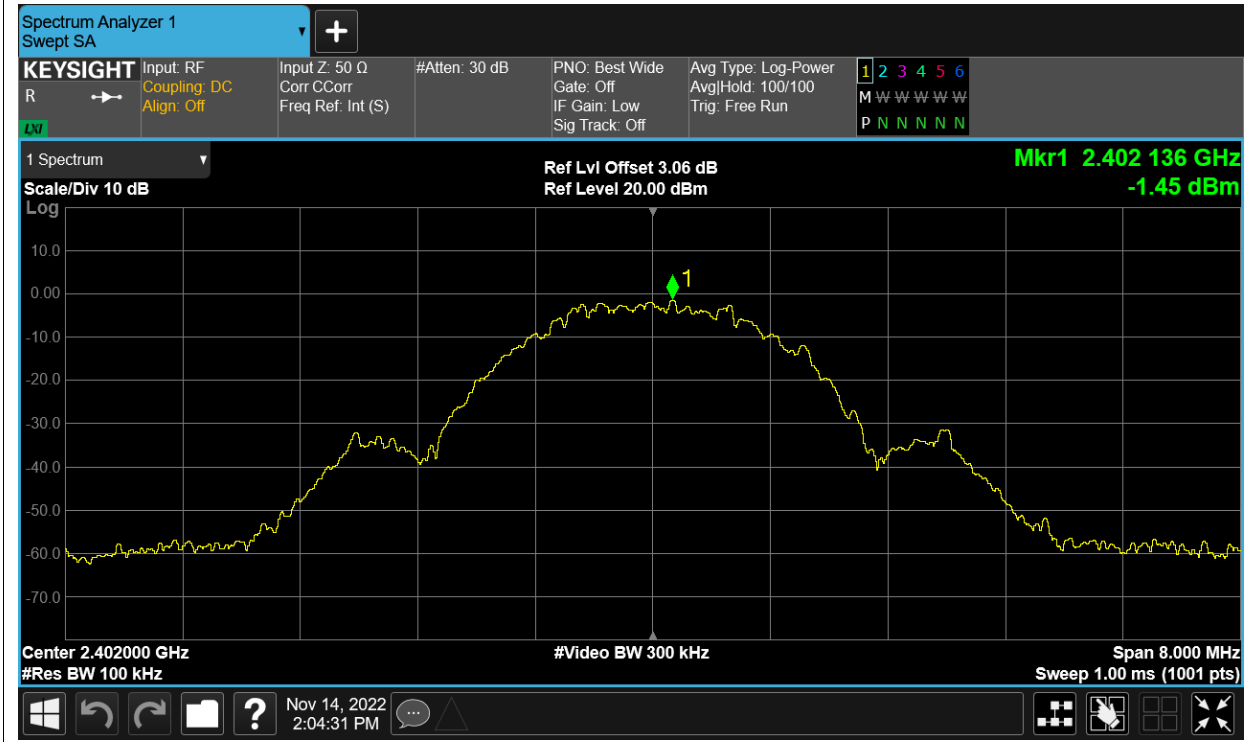 Spectrum Analyzer 1
Swept SA
+
KEYSIGHT
R
LXI
Input: RF
Coupling: DC
Align: Off
Input Z: 50 Ω
Corr CCorr
Freq Ref: Int (S)
#Atten: 30 dB
PNO: Best Wide
Gate: Off
IF Gain: Low
Sig Track: Off
Avg Type: Log-Power
Avg|Hold: 100/100
Trig: Free Run
1 2 3 4 5 6
M W W W W W W
P N N N N N N
1 Spectrum
Scale/Div 10 dB
Ref Lvl Offset 3.06 dB
Ref Level 20.00 dBm
Mkr1 2.402 136 GHz
-1.45 dBm
Log
1
10.0
0.00
-10.0
-20.0
-30.0
-40.0
-50.0
-60.0
-70.0
Center 2.402000 GHz
#Res BW 100 kHz
#Video BW 300 kHz
Span 8.000 MHz
Sweep 1.00 ms (1001 pts)
?
Nov 14, 2022
2:04:31 PM